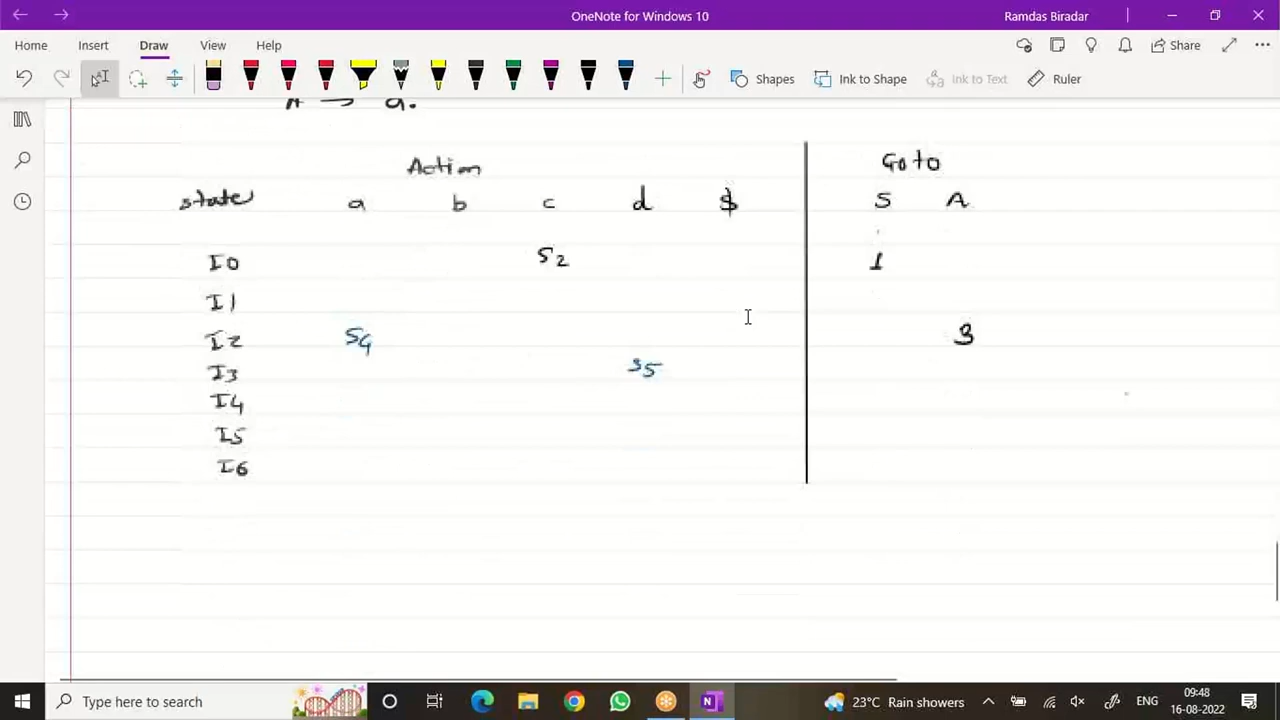 OneNote for Windows 10
Ramdas Biradar
Home Insert Draw View Help
Share
Shapes Ink to Shape Ink to Text Ruler
A → a.
Action Goto
state a b c d $ S A
I0 S2 1
I1
I2 S4 3
I3 S5
I4
I5
I6
Type here to search
23°C Rain showers
ENG
09:48
16-08-2022